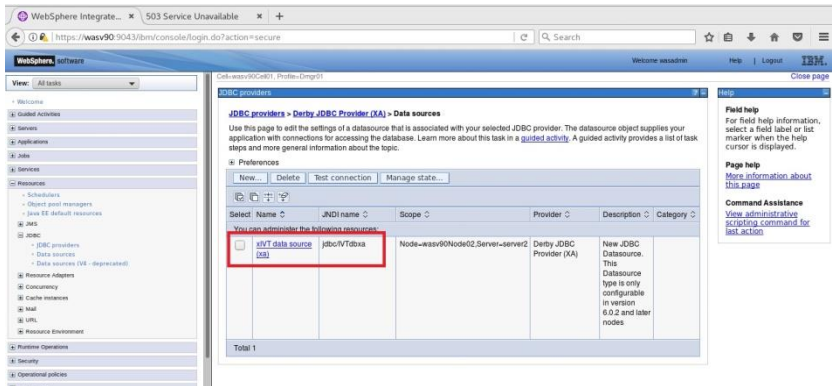 WebSphere Integrate... × 503 Service Unavailable × +
https://wasv90:9043/ibm/console/login.do?action=secure
Search
WebSphere. software
Welcome wasadmin
Help | Logout
IBM.
View: All tasks
Cell=wasv90Cell01, Profile=Dmgr01
Close page
Welcome
Guided Activities
Servers
Applications
Jobs
Services
Resources
Schedulers
Object pool managers
Java EE default resources
JMS
JDBC
JDBC providers
Data sources
Data sources (V4 - deprecated)
Resource Adapters
Concurrency
Cache instances
Mail
URL
Resource Environment
Runtime Operations
Security
Operational policies
JDBC providers
JDBC providers > Derby JDBC Provider (XA) > Data sources
Use this page to edit the settings of a datasource that is associated with your selected JDBC provider. The datasource object supplies your
application with connections for accessing the database. Learn more about this task in a guided activity. A guided activity provides a list of task
steps and more general information about the topic.
Preferences
New... Delete Test connection Manage state...
Select Name JNDI name Scope Provider Description Category
You can administer the following resources:
xIVT data source jdbc/IVTdbxa Node=wasv90Node02,Server=server2 Derby JDBC New JDBC
(xa) Provider (XA) Datasource.
This
Datasource
type is only
configurable
in version
6.0.2 and later
nodes
Total 1
Help
Field help
For field help information,
select a field label or list
marker when the help
cursor is displayed.
Page help
More information about
this page
Command Assistance
View administrative
scripting command for
last action